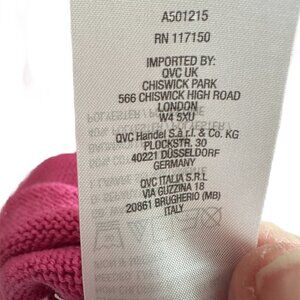 A501215
RN 117150
IMPORTED BY:
QVC UK
CHISWICK PARK
566 CHISWICK HIGH ROAD
LONDON
W4 5XU
QVC Handel S.à r.l. & Co. KG
PLOCKSTR. 30
40221 DÜSSELDORF
GERMANY
QVC ITALIA S.R.L
VIA GUZZINA 18
20861 BRUGHERIO (MB)
ITALY